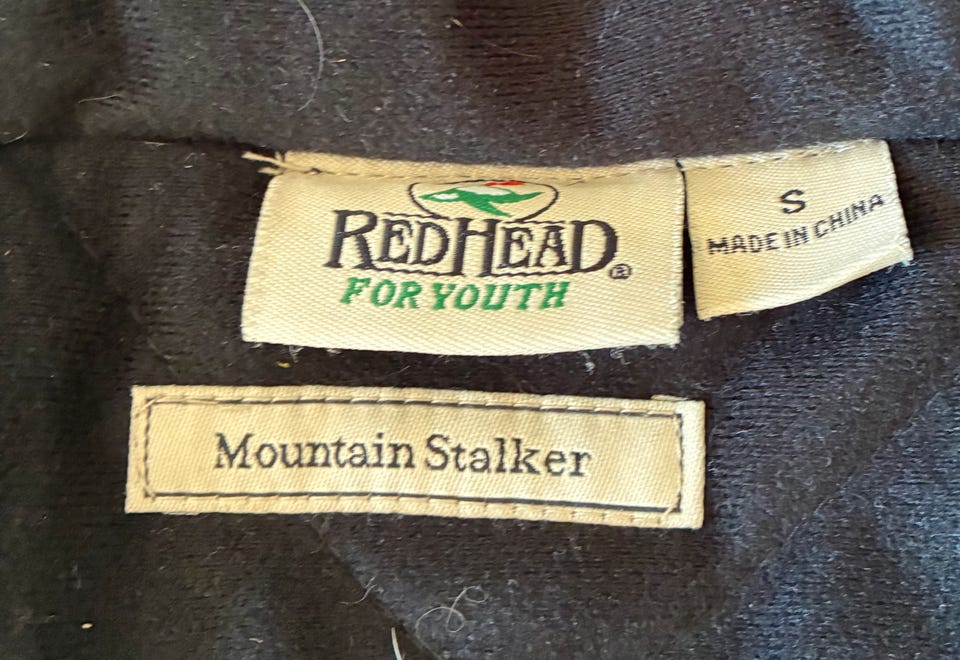 REDHEAD®
FOR YOUTH
S
MADE IN CHINA
Mountain Stalker